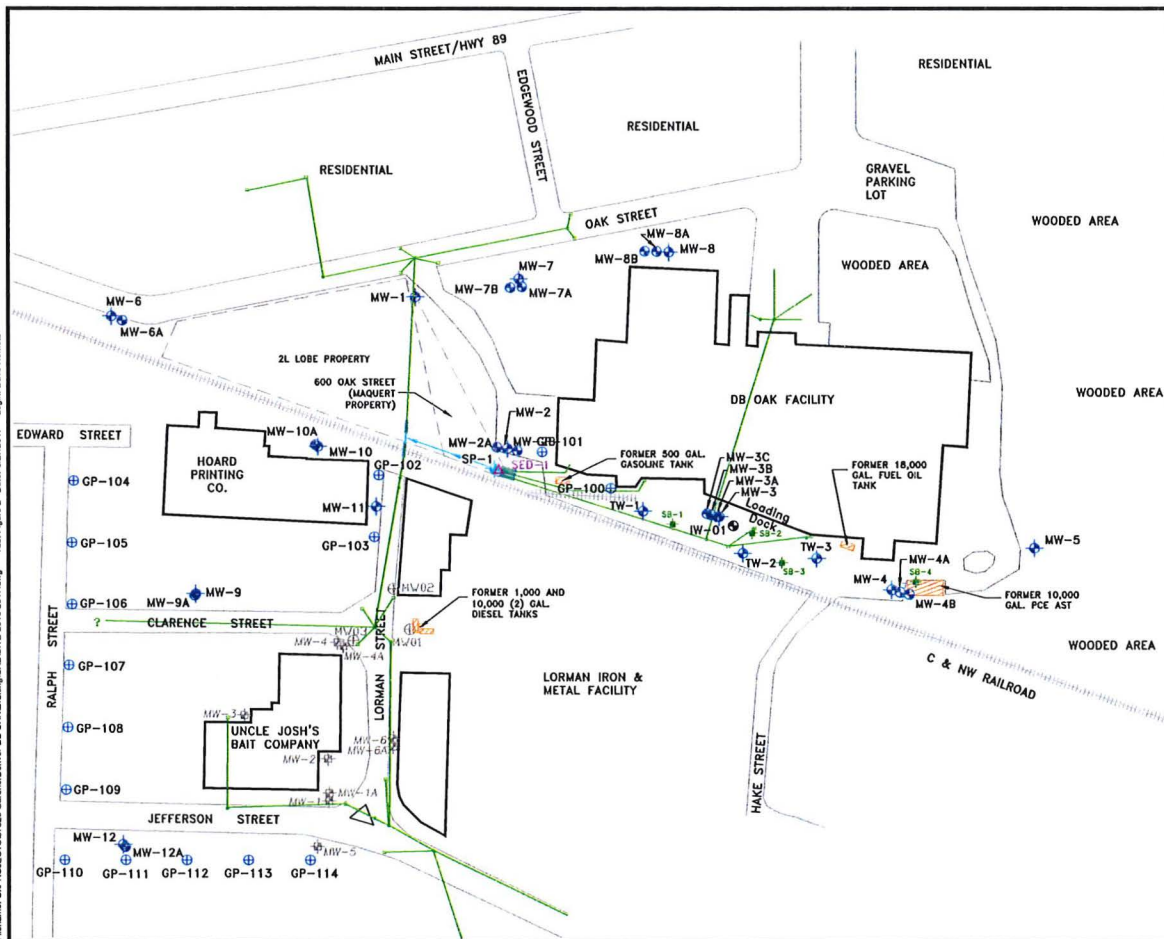 MAIN STREET/HWY 89
EDGEWOOD STREET
RESIDENTIAL
RESIDENTIAL
RESIDENTIAL
GRAVEL
PARKING
LOT
WOODED AREA
OAK STREET
MW-8A
MW-8B
MW-8
WOODED AREA
MW-7
MW-7B
MW-7A
MW-1
MW-6
MW-6A
2L LOBE PROPERTY
600 OAK STREET
(MAQUERT
PROPERTY)
DB OAK FACILITY
WOODED AREA
EDWARD STREET
HOARD
PRINTING
CO.
MW-10A
MW-10
MW-2
MW-2A
SP-1
SED-1
FORMER 500 GAL.
GASOLINE TANK
GP-100
GP-102
MW-11
GP-103
GP-104
GP-105
GP-106
MW-3C
MW-3B
MW-3A
MW-3
Loading
Dock
IW-01
FORMER 18,000
GAL. FUEL OIL
TANK
TW-1
SB-1
SB-2
TW-2
SB-3
TW-3
MW-5
MW-4A
MW-4
SB-4
MW-4B
FORMER 10,000
GAL. PCE AST
WOODED AREA
MW-9
MW-9A
CLARENCE STREET
?
MW02
FORMER 1,000 AND
10,000 (2) GAL.
DIESEL TANKS
MW03
MW01
MW-4
MW-4A
RALPH STREET
LORMAN STREET
GP-107
GP-108
GP-109
LORMAN IRON &
METAL FACILITY
C & NW RAILROAD
HAKE STREET
MW-3
UNCLE JOSH'S
BAIT COMPANY
MW-6
MW-6A
MW-2
MW-1A
MW-1
JEFFERSON STREET
MW-12
MW-12A
MW-5
GP-110
GP-111
GP-112
GP-113
GP-114